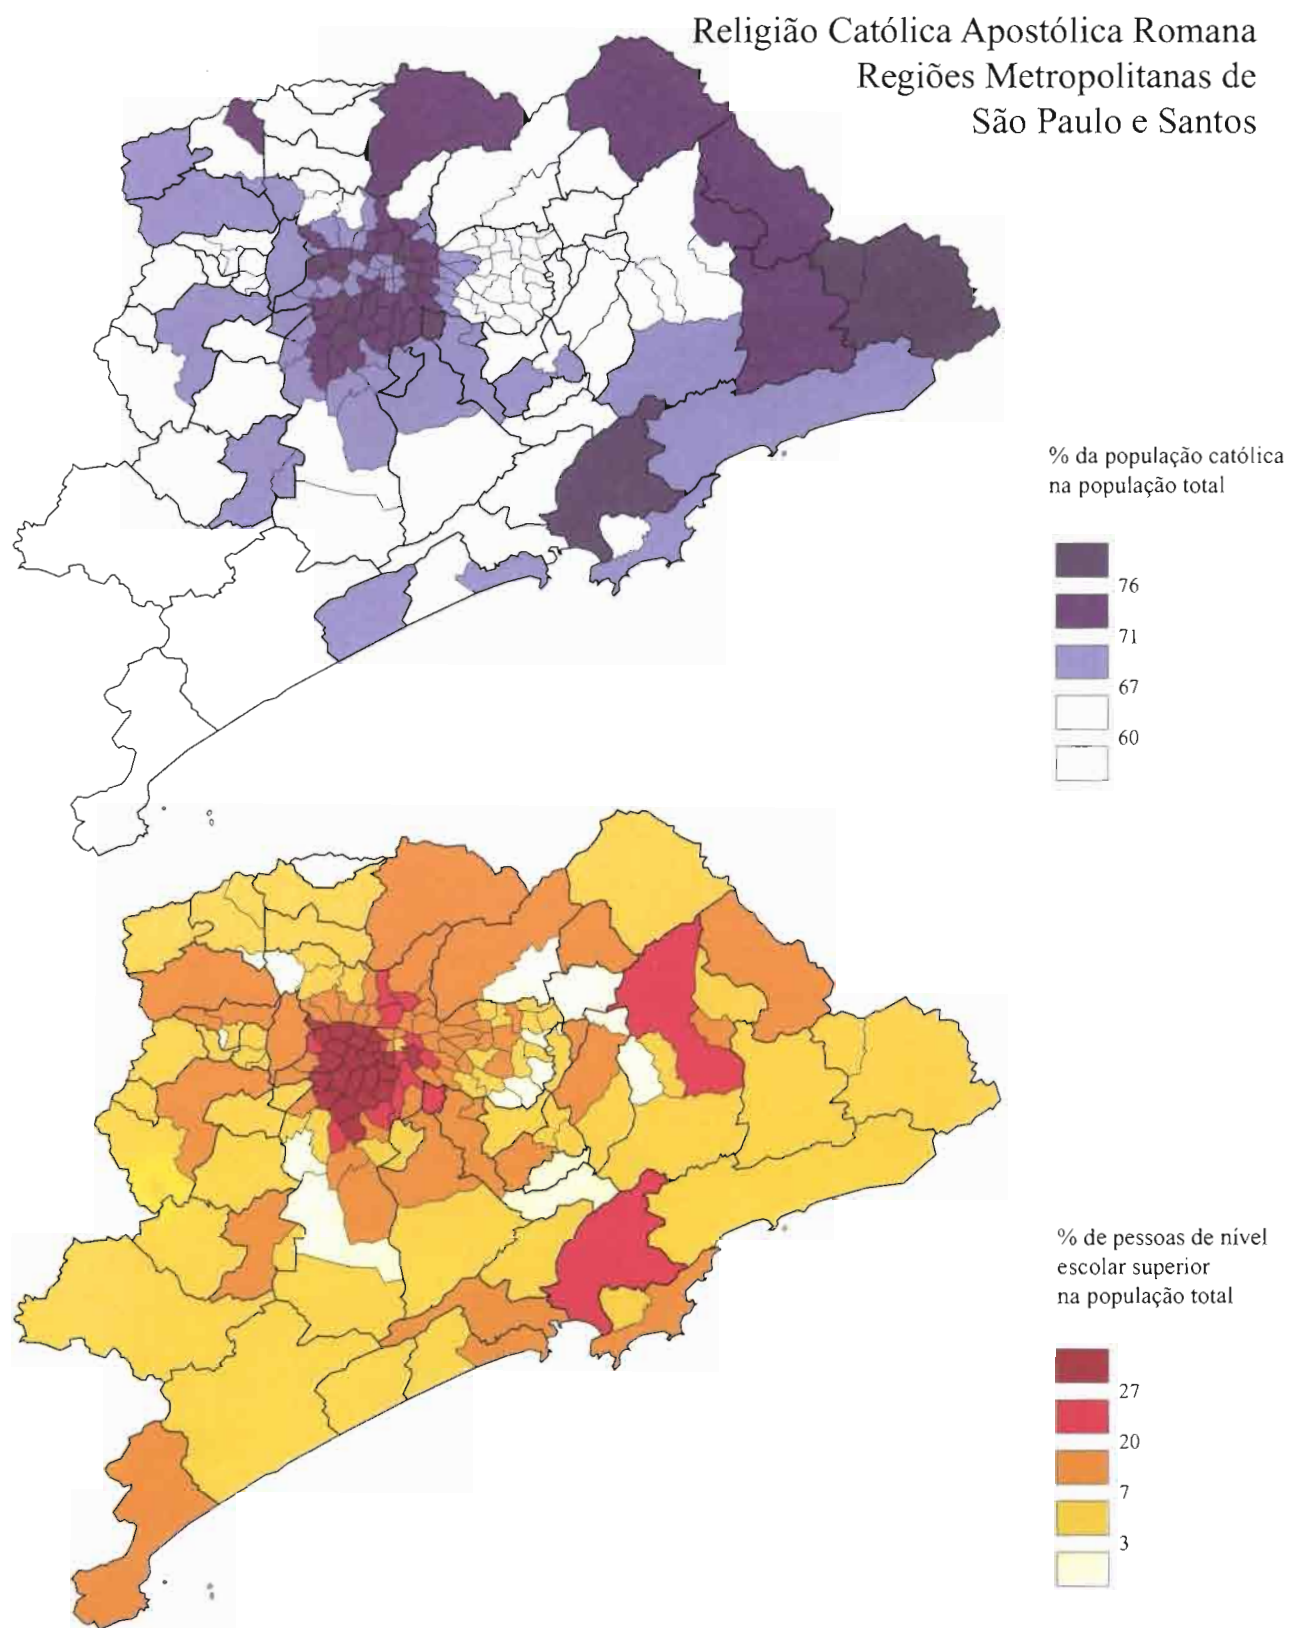 Religião Católica Apostólica Romana
Regiões Metropolitanas de
São Paulo e Santos
% da população católica
na população total
76
71
67
60
% de pessoas de nível
escolar superior
na população total
27
20
7
3